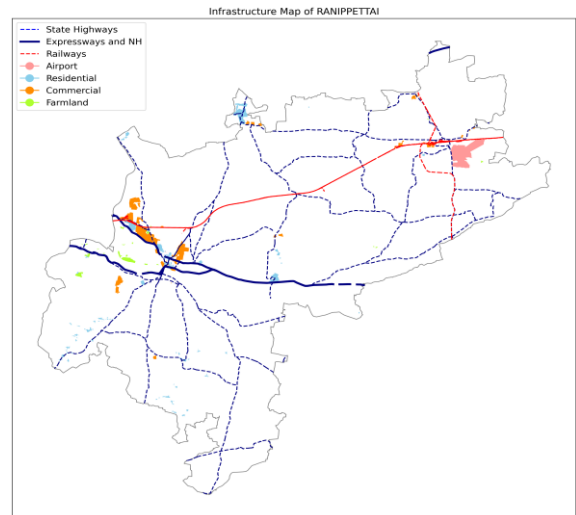 Infrastructure Map of RANIPPETTAI
State Highways
Expressways and NH
Railways
Airport
Residential
Commercial
Farmland